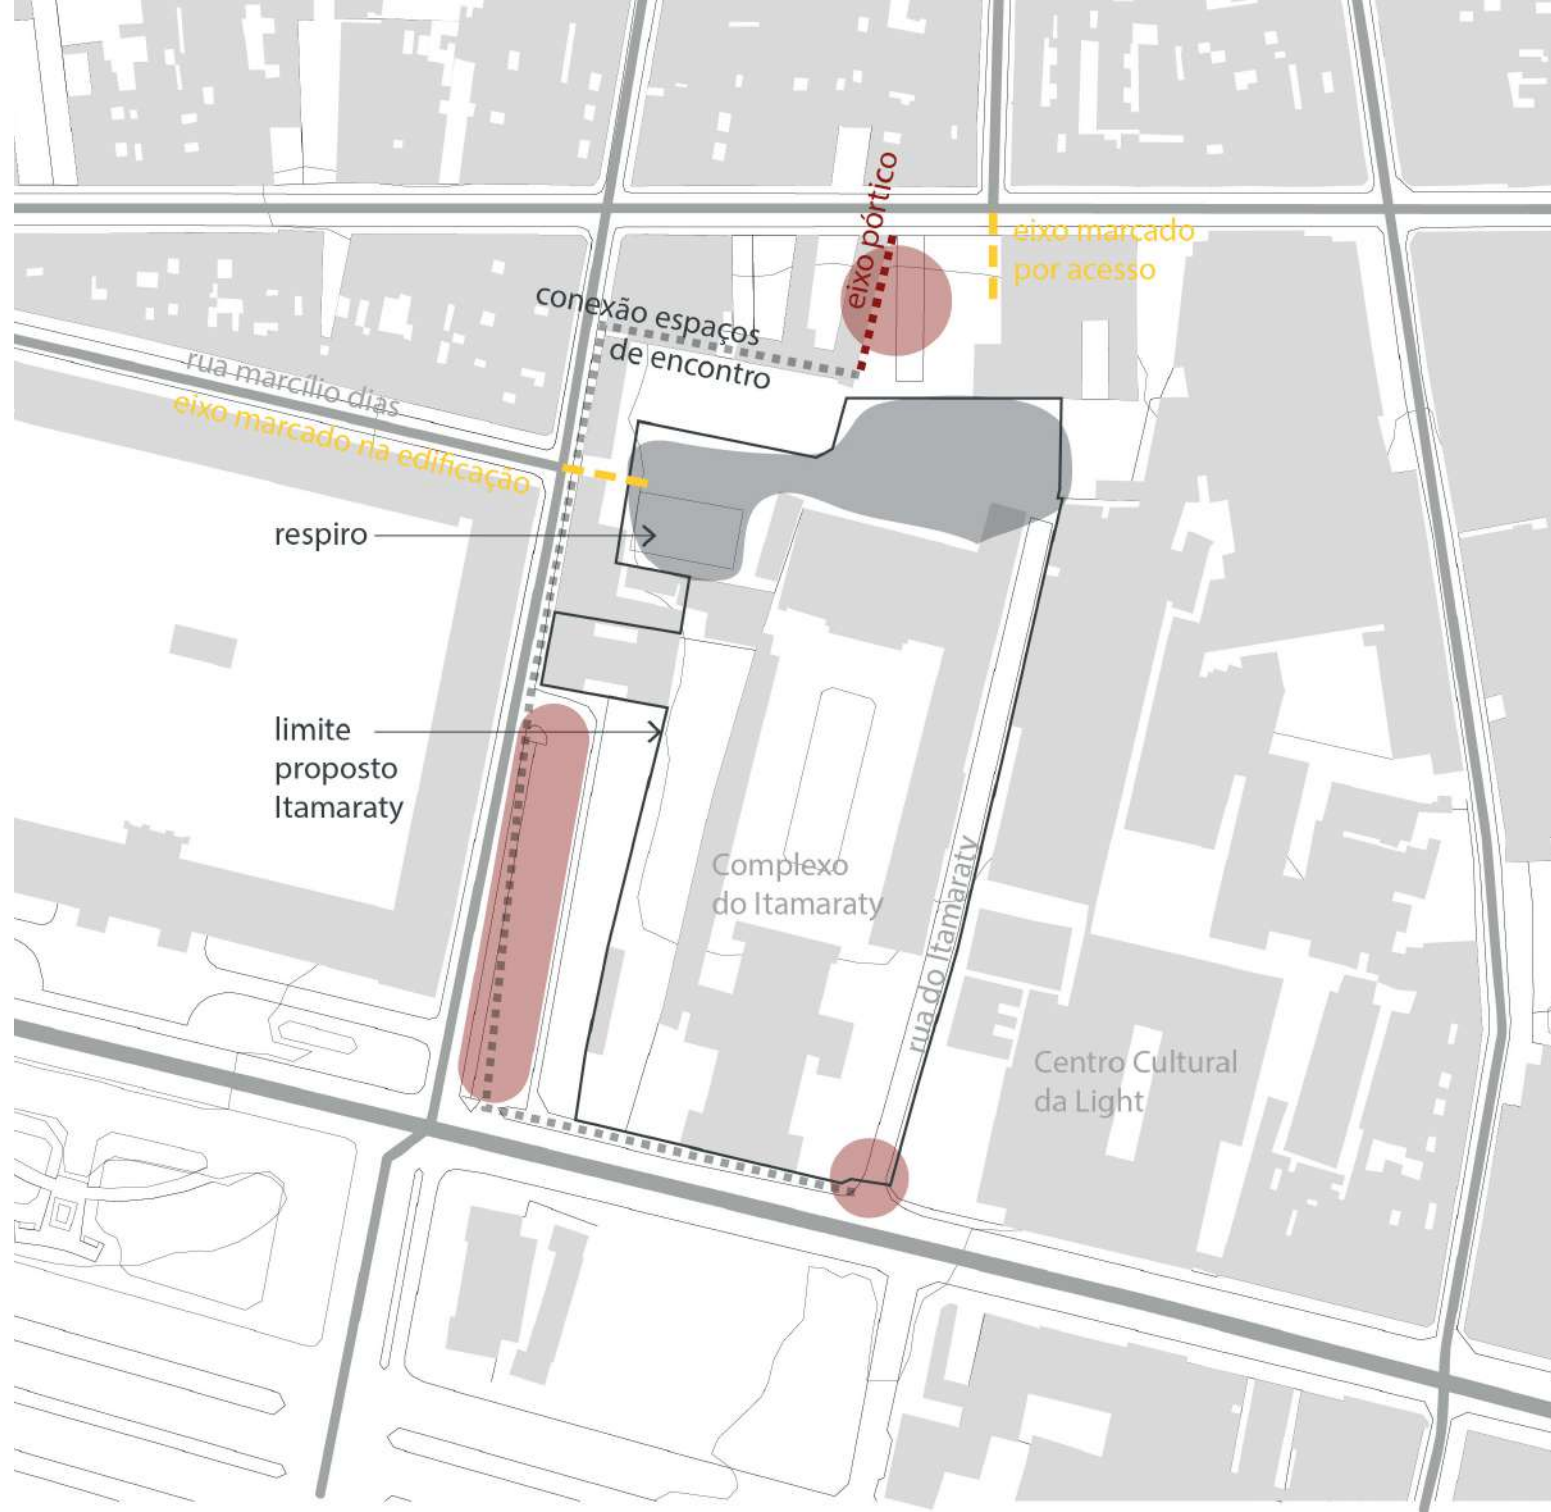 eixo pórtico
eixo marcado
por acesso
conexão espaços
de encontro
rua marcílio dias
eixo marcado na edificação
respiro
limite
proposto
Itamaraty
Complexo
do Itamaraty
rua do Itamaraty
Centro Cultural
da Light